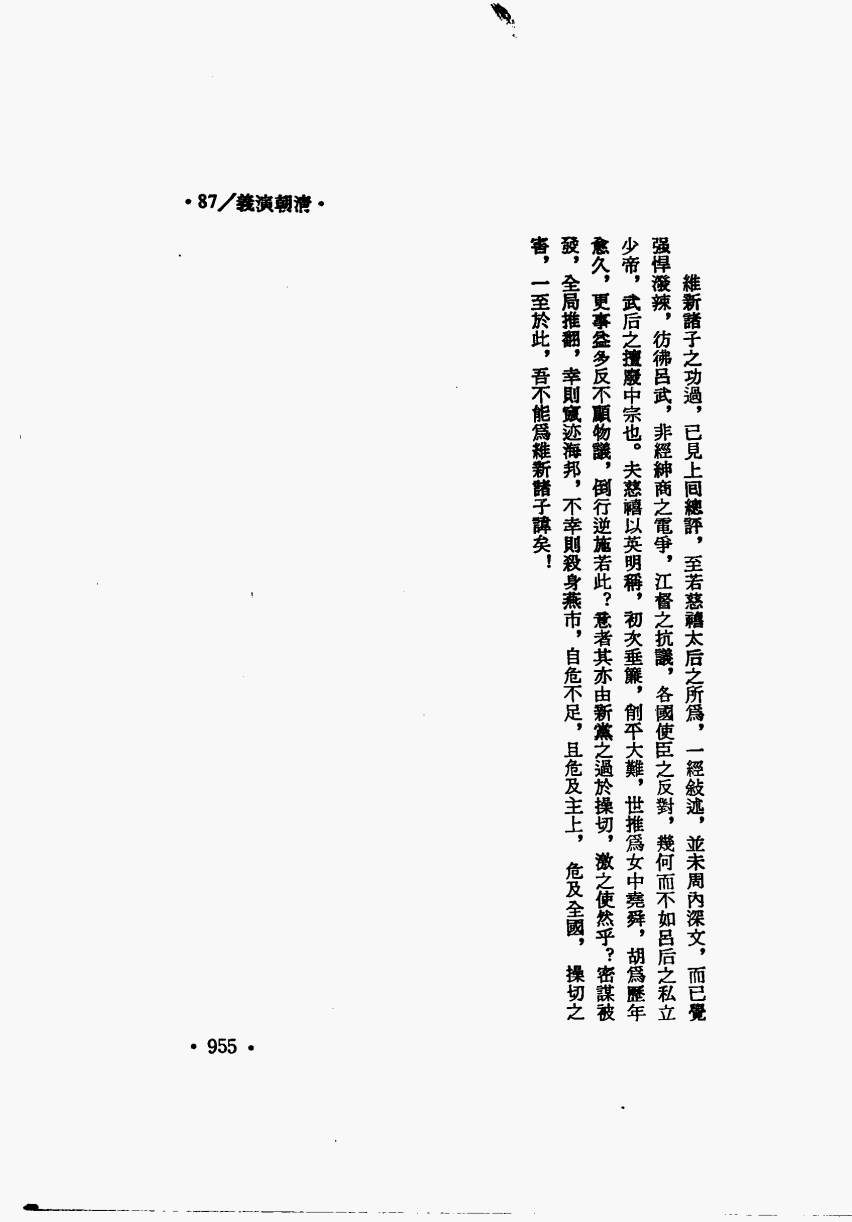 •清朝演義/87•
維新諸子之功過，已見上回總評，至若慈禧太后之所爲，一經敍述，並未周內深文，而已覺
强悍潑辣，彷彿呂武，非經紳商之電爭，江督之抗議，各國使臣之反對，幾何而不如呂后之私立
少帝，武后之擅廢中宗也。夫慈禧以英明稱，初次垂簾，削平大難，世推爲女中堯舜，胡爲歷年
愈久，更事益多反不顧物議，倒行逆施若此？意者其亦由新黨之過於操切，激之使然乎？密謀被
發，全局推翻，幸則竄迹海邦，不幸則殺身燕市，自危不足，且危及主上，危及全國，操切之
害，一至於此，吾不能爲維新諸子諱矣！
• 955 •